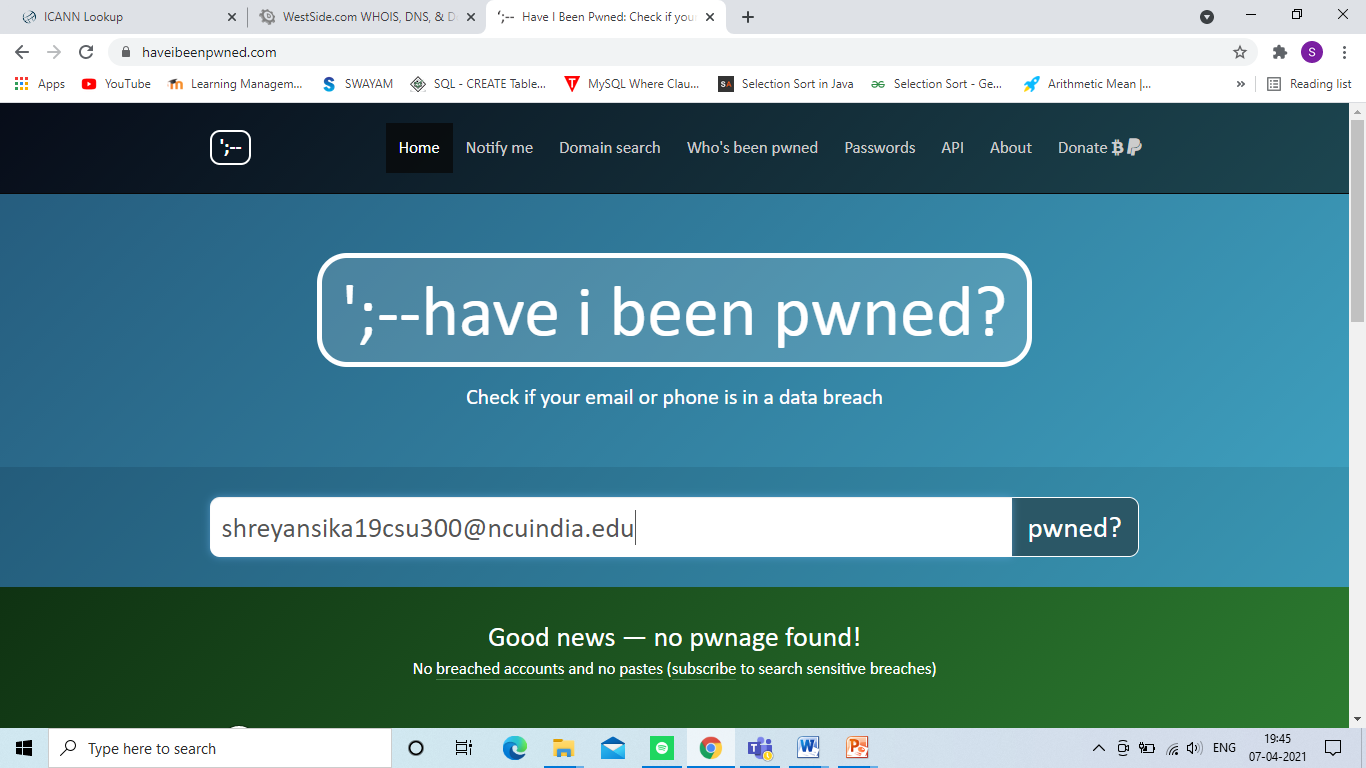 ICANN Lookup
WestSide.com WHOIS, DNS, & D
';-- Have I Been Pwned: Check if you
haveibeenpwned.com
S
Apps YouTube Learning Managem... SWAYAM SQL - CREATE Table... MySQL Where Clau... SA Selection Sort in Java Selection Sort - Ge... Arithmetic Mean |... » Reading list
';-- Home Notify me Domain search Who's been pwned Passwords API About Donate
';--have i been pwned?
Check if your email or phone is in a data breach
shreyansika19csu300@ncuindia.edu pwned?
Good news — no pwnage found!
No breached accounts and no pastes (subscribe to search sensitive breaches)
Type here to search
ENG
19:45
07-04-2021